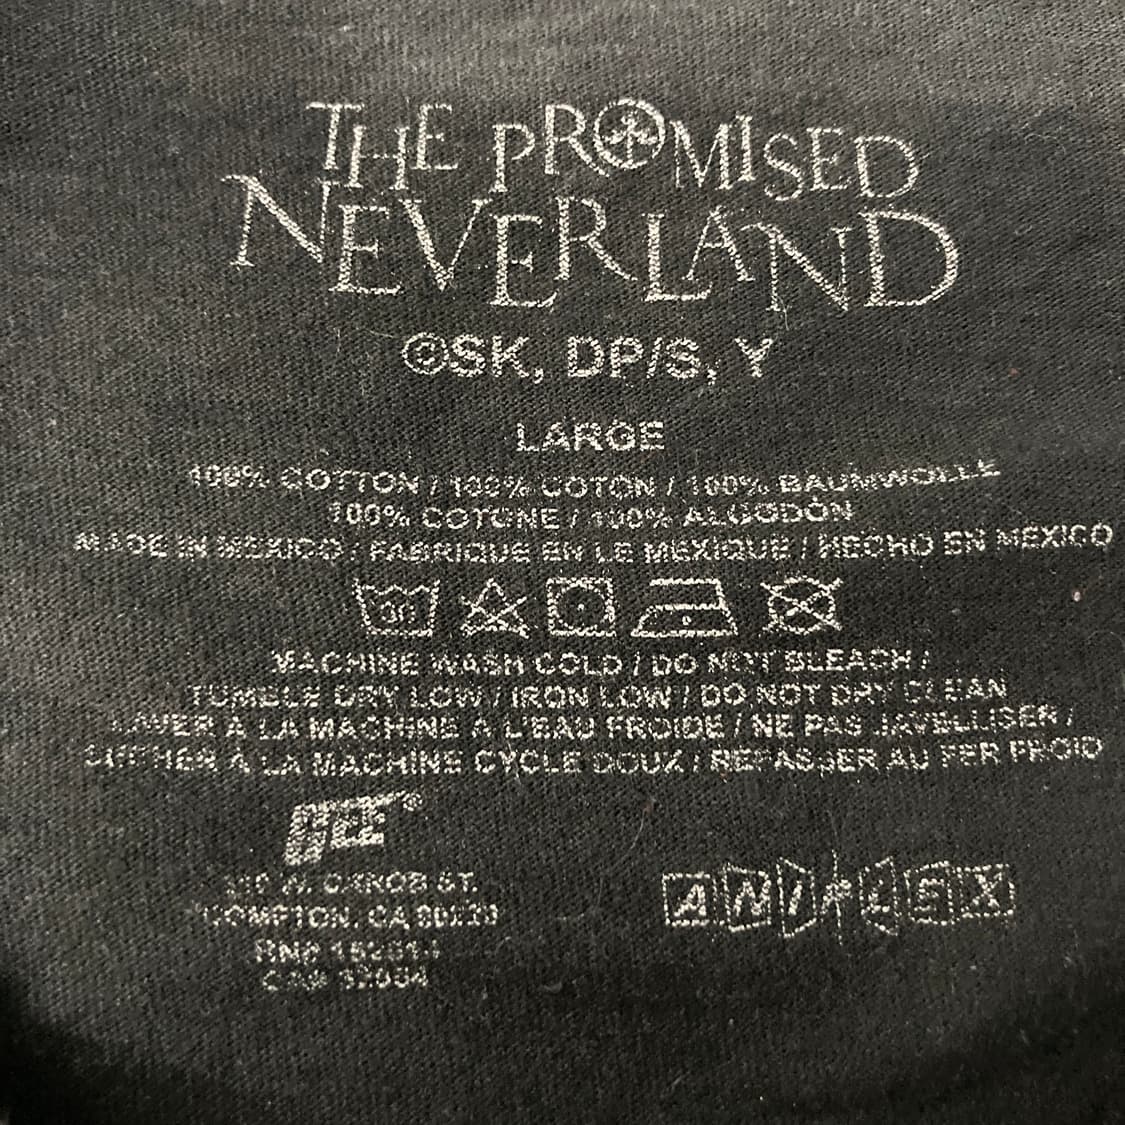 THE PROMISED
NEVERLAND
©SK, DP/S, Y
LARGE
100% COTTON / 100% COTON / 100% BAUMWOLLE
100% COTONE / 100% ALGODÓN
MADE IN MEXICO / FABRIQUE EN LE MEXIQUE / HECHO EN MEXICO
30
MACHINE WASH COLD / DO NOT BLEACH /
TUMBLE DRY LOW / IRON LOW / DO NOT DRY CLEAN
LAVER À LA MACHINE À L'EAU FROIDE / NE PAS JAVELLISER /
SÉCHER À LA MACHINE CYCLE DOUX / REPASSER AU FER FROID
ST.
COMPTON, CA
RN#
CA#